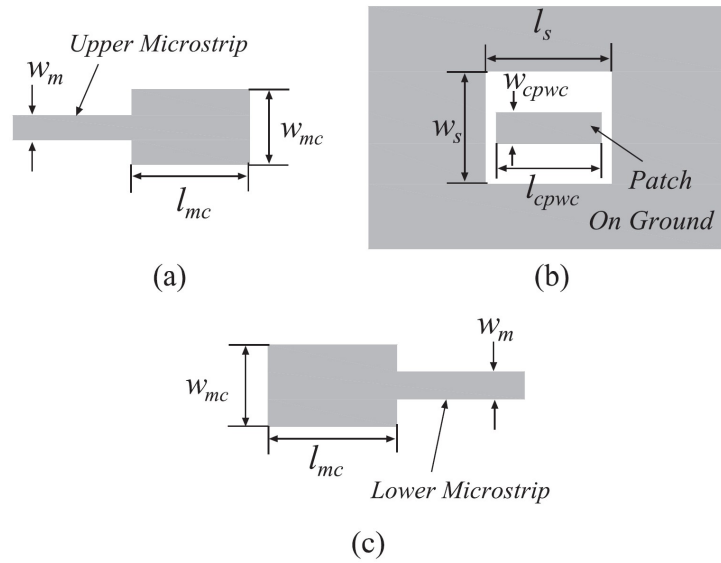 Upper Microstrip
w_m
w_mc
l_mc
(a)
l_s
w_cpwc
w_s
l_cpwc
Patch
On Ground
(b)
w_m
w_mc
l_mc
Lower Microstrip
(c)